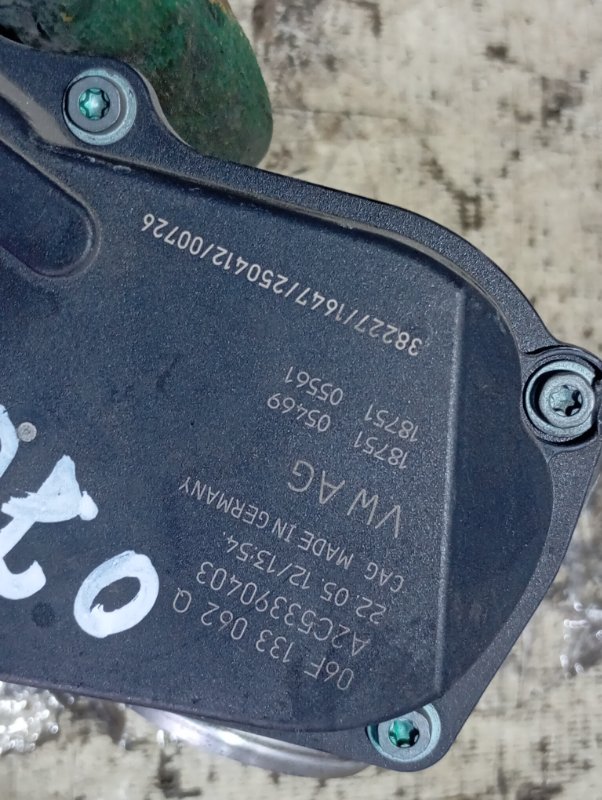 06F 133 062 Q
A2C53390403
22.05.12/13:54.
CAG MADE IN GERMANY
VW AG
18751 05469
18751 05561
38227/1647/250412/00726